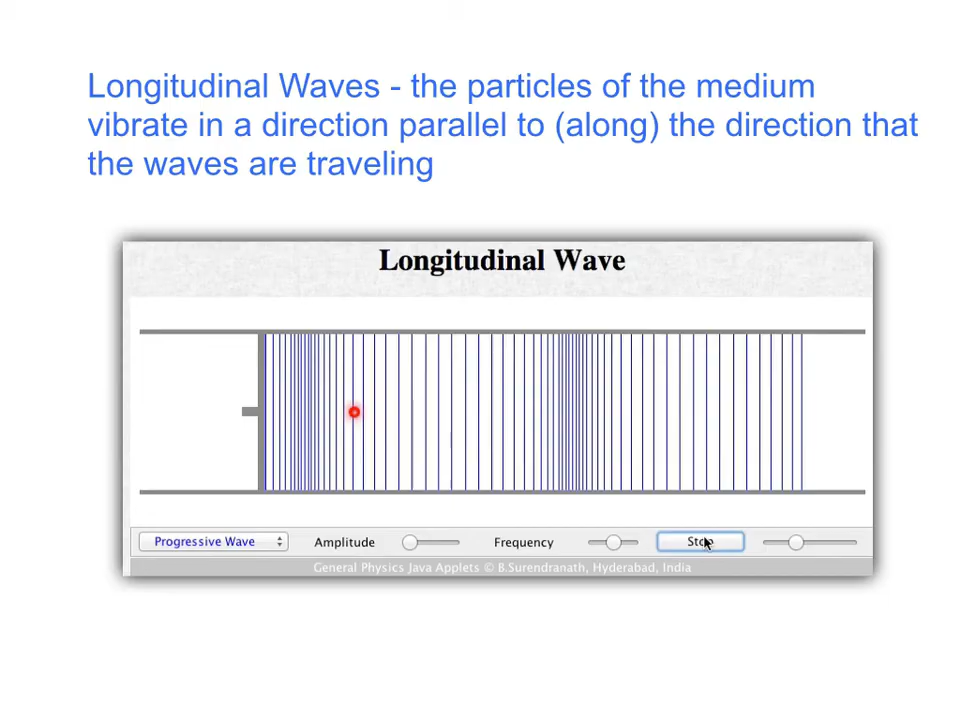 Longitudinal Waves - the particles of the medium
vibrate in a direction parallel to (along) the direction that
the waves are traveling
Longitudinal Wave
Progressive Wave Amplitude Frequency Stop
General Physics Java Applets © B.Surendranath, Hyderabad, India